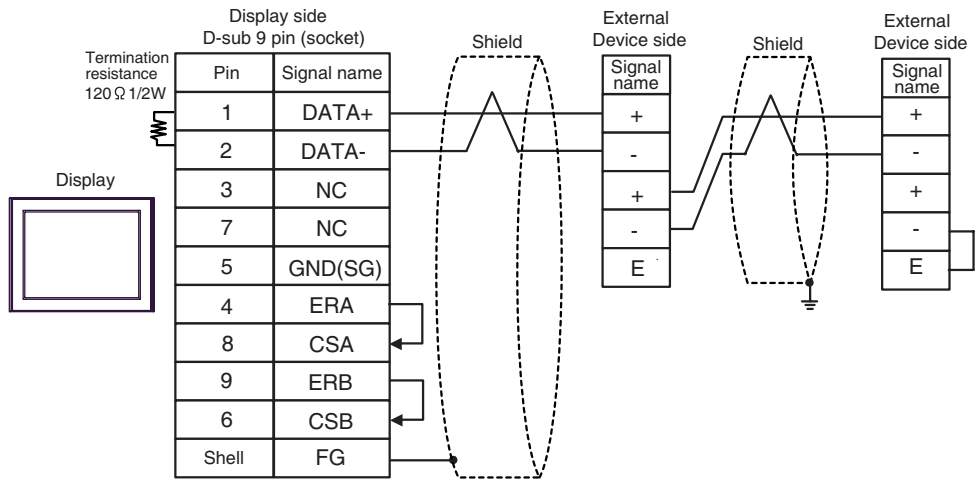 Display side
D-sub 9 pin (socket)
Termination
resistance
120 Ω 1/2W
Display
Pin Signal name
1 DATA+
2 DATA-
3 NC
7 NC
5 GND(SG)
4 ERA
8 CSA
9 ERB
6 CSB
Shell FG
Shield
External
Device side
Signal
name
+
-
+
-
E
Shield
External
Device side
Signal
name
+
-
+
-
E